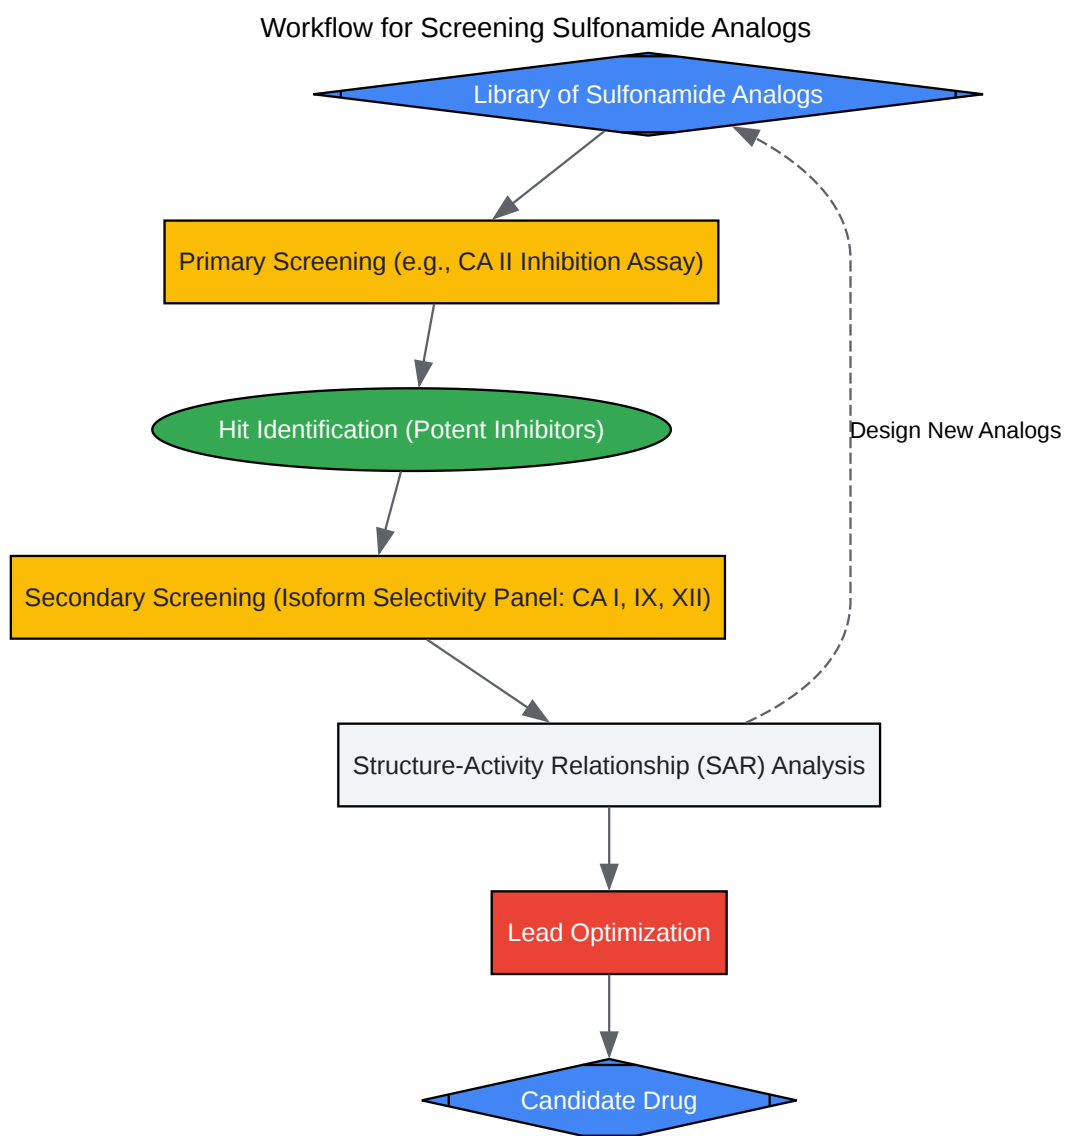 Workflow for Screening Sulfonamide Analogs
Library of Sulfonamide Analogs
Primary Screening (e.g., CA II Inhibition Assay)
Hit Identification (Potent Inhibitors)
Design New Analogs
Secondary Screening (Isoform Selectivity Panel: CA I, IX, XII)
Structure-Activity Relationship (SAR) Analysis
Lead Optimization
Candidate Drug